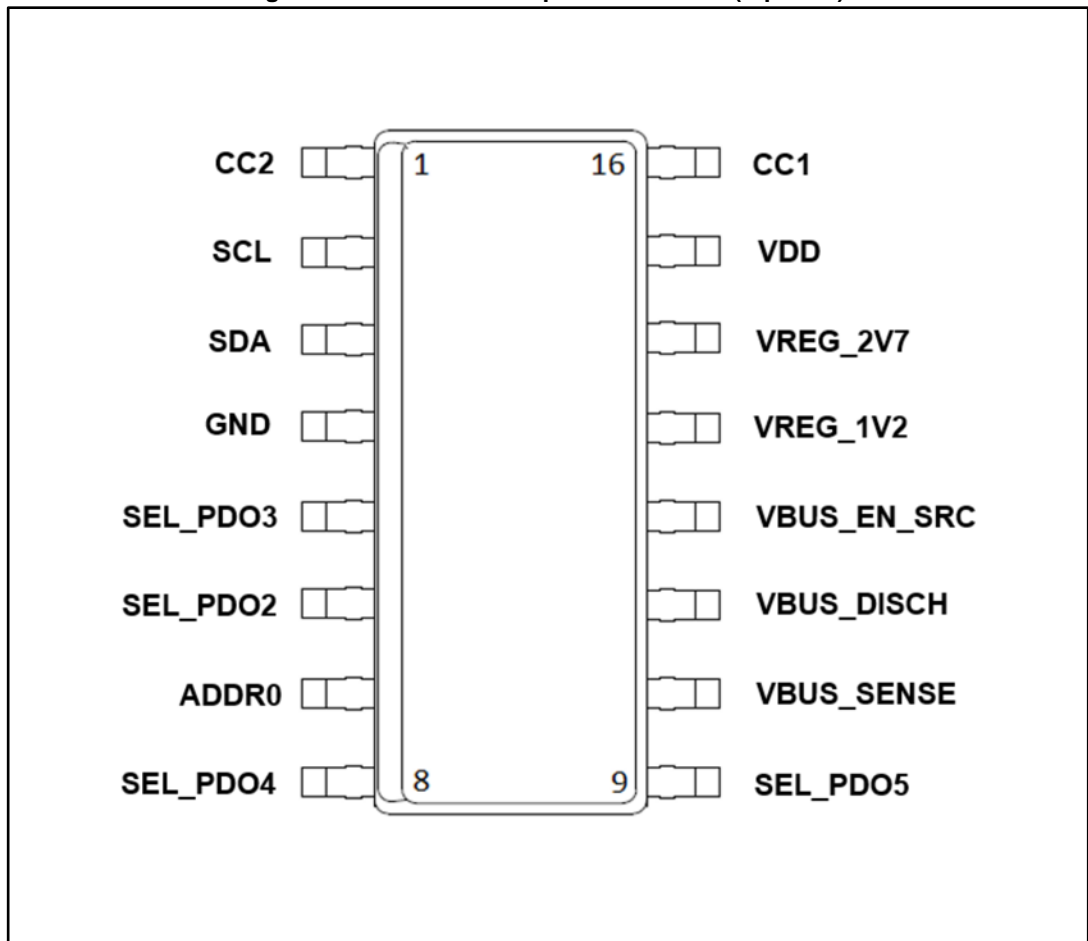 CC2 1 16 CC1
SCL VDD
SDA VREG_2V7
GND VREG_1V2
SEL_PDO3 VBUS_EN_SRC
SEL_PDO2 VBUS_DISCH
ADDR0 VBUS_SENSE
SEL_PDO4 8 9 SEL_PDO5